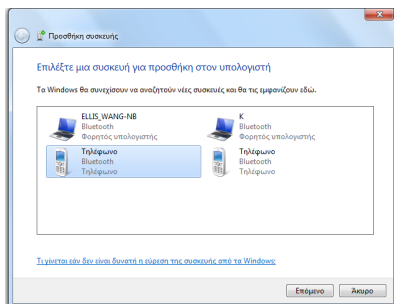 Προσθήκη συσκευής
Επιλέξτε μια συσκευή για προσθήκη στον υπολογιστή
Τα Windows θα συνεχίσουν να αναζητούν νέες συσκευές και θα τις εμφανίζουν εδώ.
ELLIS_WANG-NB
Bluetooth
Φορητός υπολογιστής
K
Bluetooth
Φορητός υπολογιστής
Τηλέφωνο
Bluetooth
Τηλέφωνο
Τηλέφωνο
Bluetooth
Τηλέφωνο
Τι γίνεται εάν δεν είναι δυνατή η εύρεση της συσκευής από τα Windows;
Επόμενο
Άκυρο